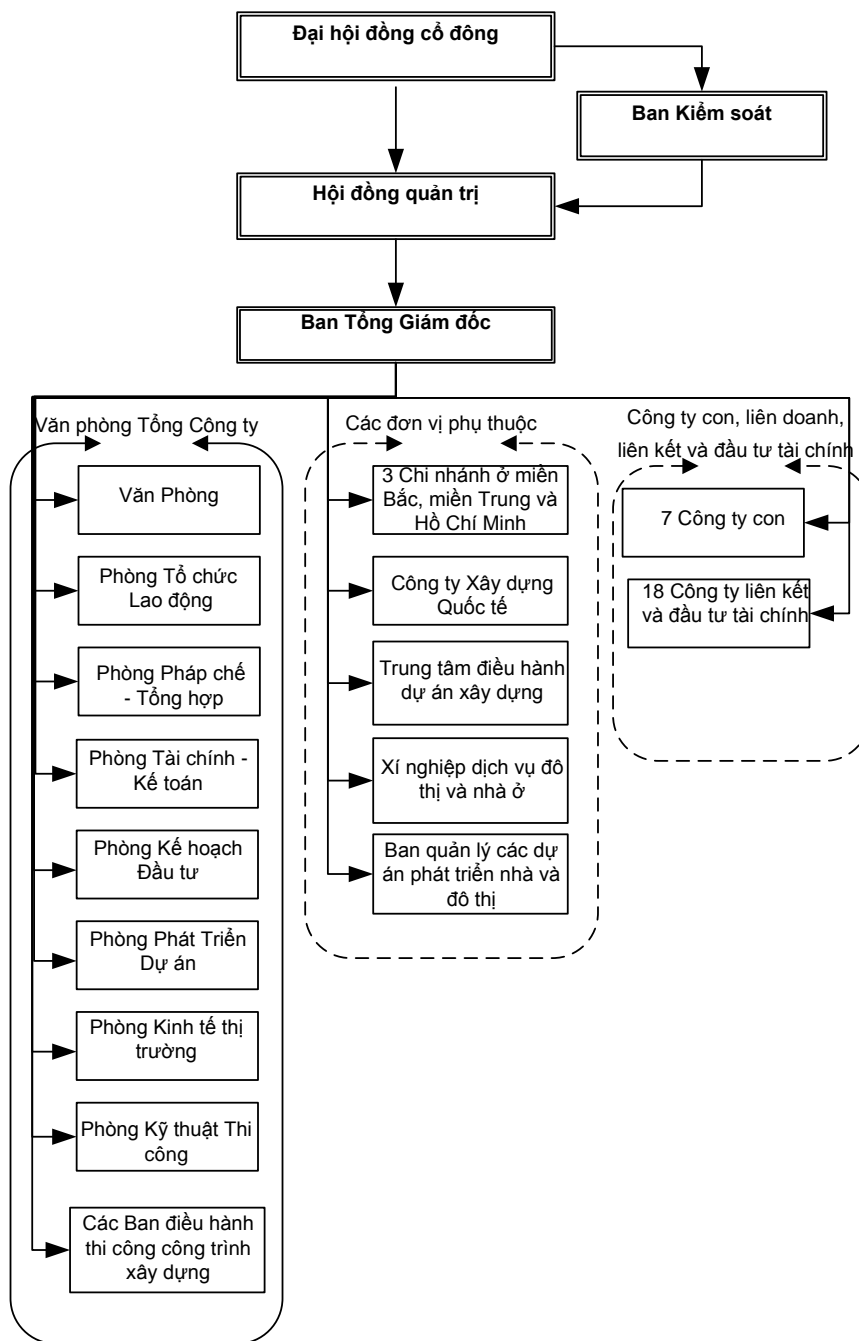 Đại hội đồng cổ đông
Ban Kiểm soát
Hội đồng quản trị
Ban Tổng Giám đốc
Văn phòng Tổng Công ty
Văn Phòng
Phòng Tổ chức
Lao động
Phòng Pháp chế
- Tổng hợp
Phòng Tài chính -
Kế toán
Phòng Kế hoạch
Đầu tư
Phòng Phát Triển
Dự án
Phòng Kinh tế thị
trường
Phòng Kỹ thuật Thi
công
Các Ban điều hành
thi công công trình
xây dựng
Các đơn vị phụ thuộc
3 Chi nhánh ở miền
Bắc, miền Trung và
Hồ Chí Minh
Công ty Xây dựng
Quốc tế
Trung tâm điều hành
dự án xây dựng
Xí nghiệp dịch vụ đô
thị và nhà ở
Ban quản lý các dự
án phát triển nhà và
đô thị
Công ty con, liên doanh,
liên kết và đầu tư tài chính
7 Công ty con
18 Công ty liên kết
và đầu tư tài chính